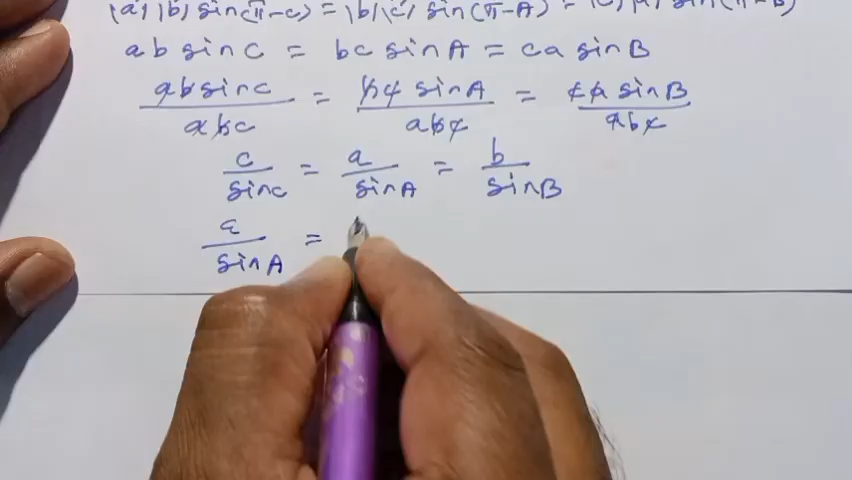 |a| |b| sin(π-c) = |b| |c| sin(π-A) = |c| |a| sin(π-B)
ab sinC = bc sinA = ca sinB
ab sinc / abc = bc sinA / abc = ca sinB / abc
c / sinc = a / sinA = b / sinB
a / sinA =